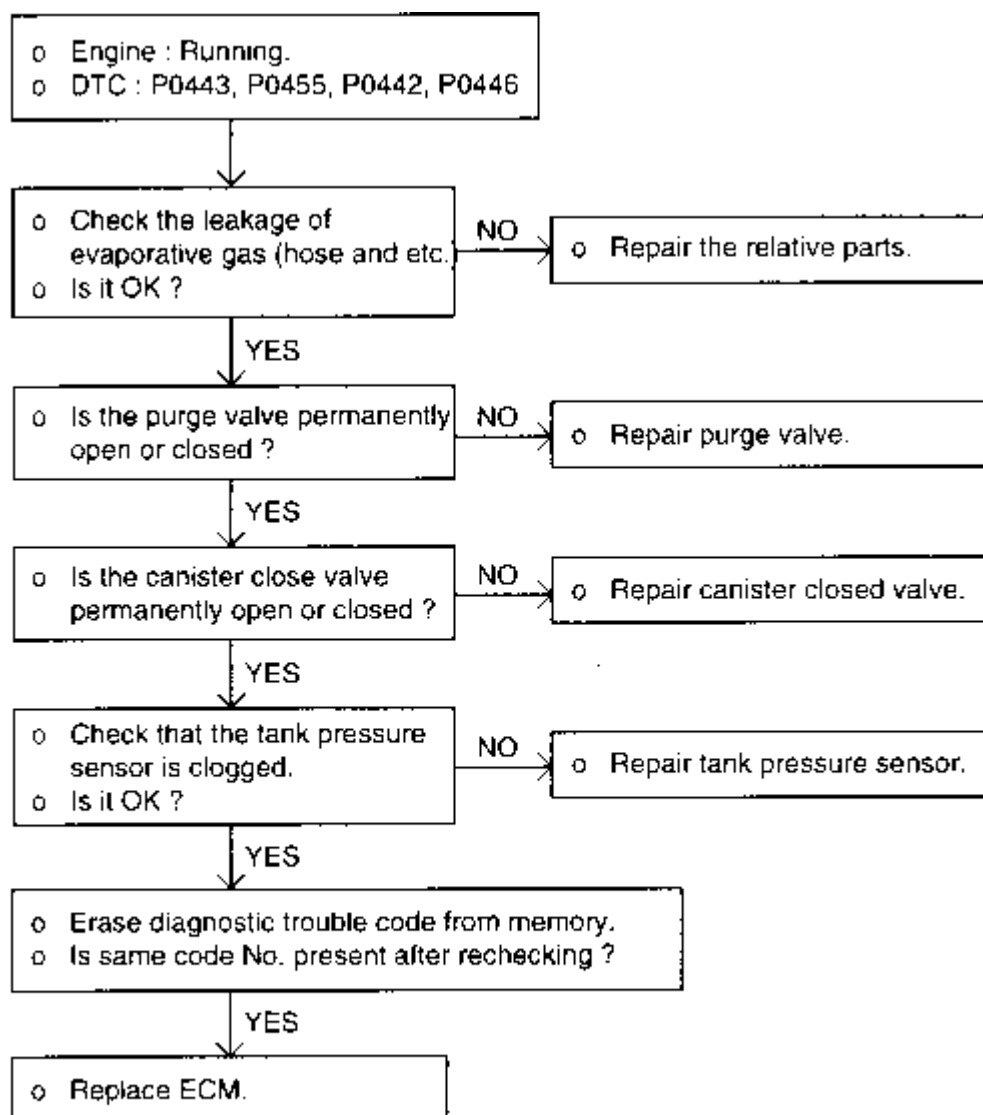 o Engine : Running.
o DTC : P0443, P0455, P0442, P0446
o Check the leakage of
evaporative gas (hose and etc.)
o Is it OK ?
NO
o Repair the relative parts.
YES
o Is the purge valve permanently
open or closed ?
NO
o Repair purge valve.
YES
o Is the canister close valve
permanently open or closed ?
NO
o Repair canister closed valve.
YES
o Check that the tank pressure
sensor is clogged.
o Is it OK ?
NO
o Repair tank pressure sensor.
YES
o Erase diagnostic trouble code from memory.
o Is same code No. present after rechecking ?
YES
o Replace ECM.